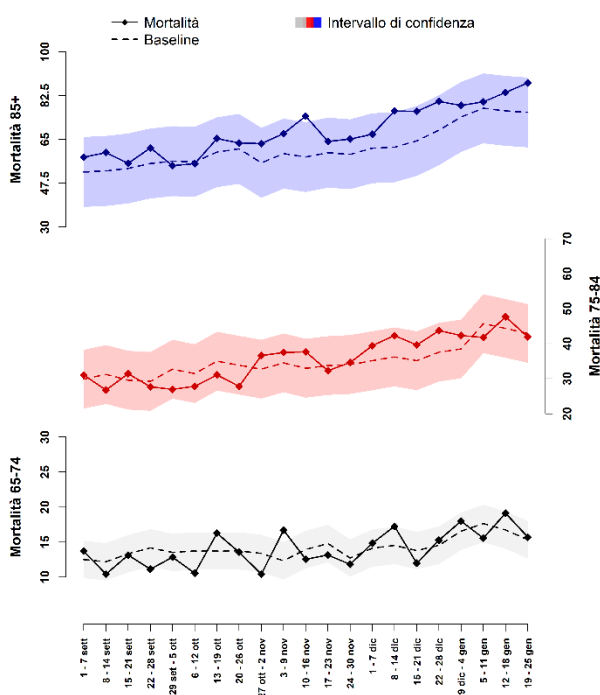 Mortalità
Baseline
Intervallo di confidenza
Mortalità 85+
100
82.5
65
47.5
30
Mortalità 75-84
70
60
50
40
30
20
Mortalità 65-74
30
25
20
15
10
1 - 7 sett
8 - 14 sett
15 - 21 sett
22 - 28 sett
29 set - 5 ott
6 - 12 ott
13 - 19 ott
20 - 26 ott
27 ott - 2 nov
3 - 9 nov
10 - 16 nov
17 - 23 nov
24 - 30 nov
1 - 7 dic
8 - 14 dic
15 - 21 dic
22 - 28 dic
9 dic - 4 gen
5 - 11 gen
12 - 18 gen
19 - 25 gen